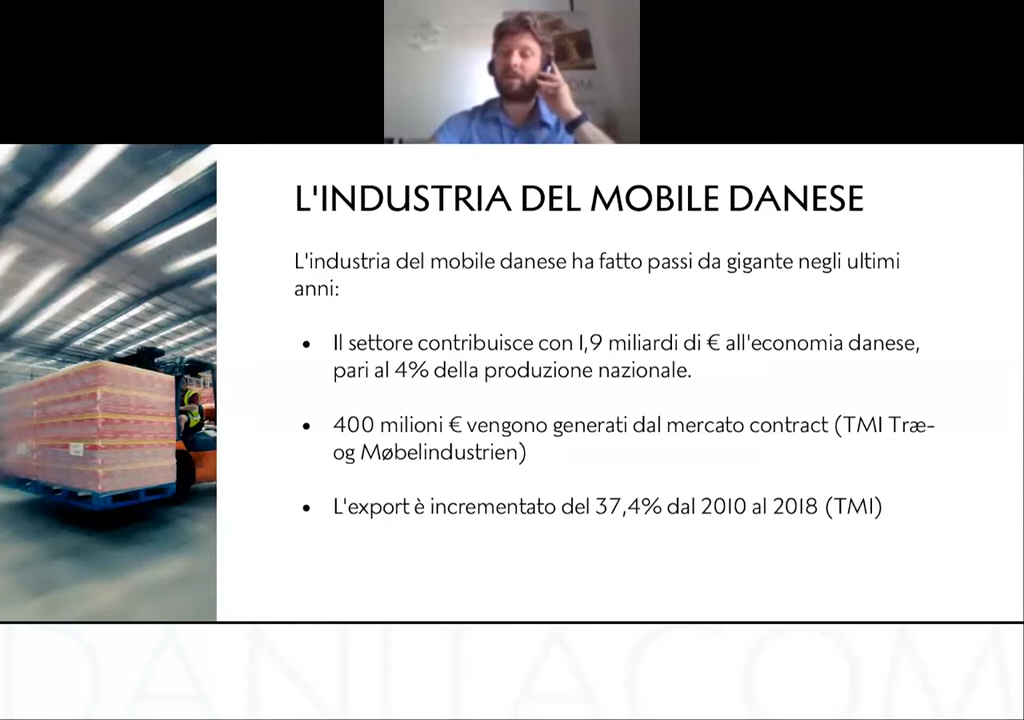 L'INDUSTRIA DEL MOBILE DANESE
L'industria del mobile danese ha fatto passi da gigante negli ultimi
anni:
• Il settore contribuisce con 1,9 miliardi di € all'economia danese,
pari al 4% della produzione nazionale.
• 400 milioni € vengono generati dal mercato contract (TMI Træ-
og Møbelindustrien)
• L'export è incrementato del 37,4% dal 2010 al 2018 (TMI)
DANITACOM